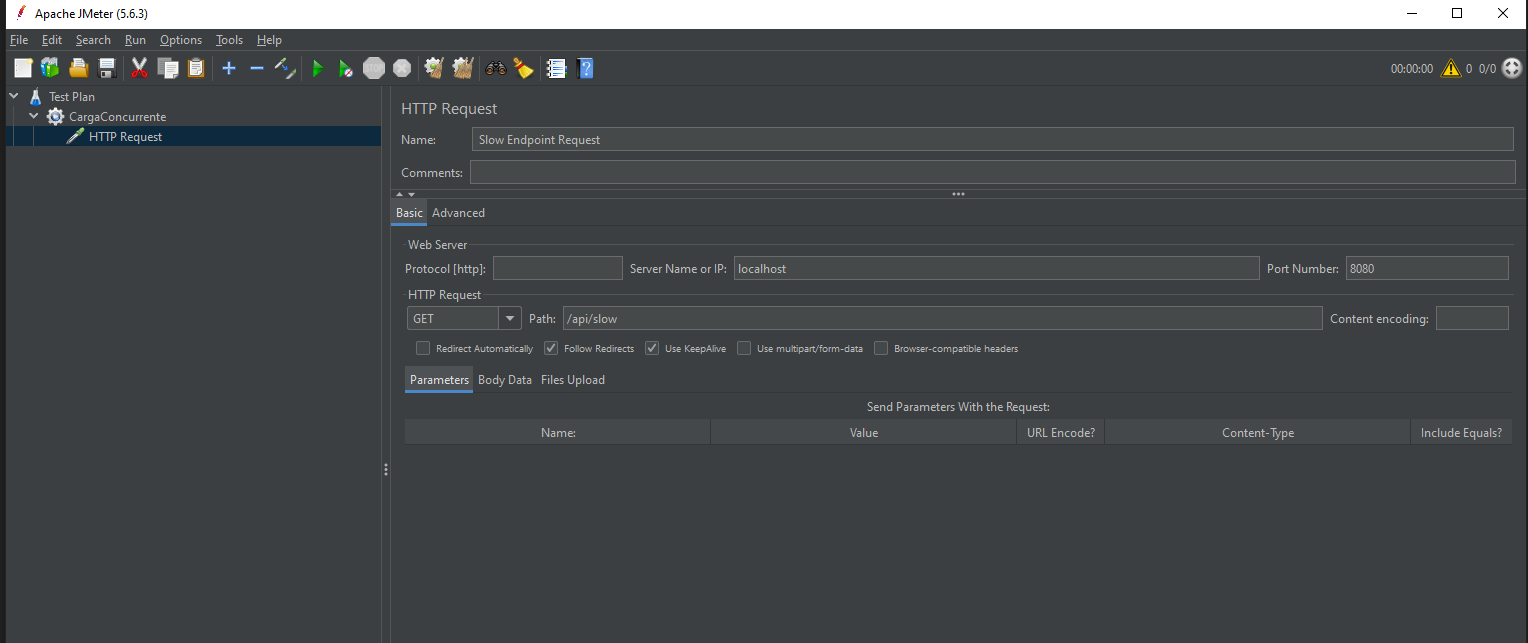 Apache JMeter (5.6.3)
File Edit Search Run Options Tools Help
00:00:00 0 0/0
Test Plan
CargaConcurrente
HTTP Request
HTTP Request
Name: Slow Endpoint Request
Comments:
Basic Advanced
Web Server
Protocol [http]: Server Name or IP: localhost Port Number: 8080
HTTP Request
GET Path: /api/slow Content encoding:
Redirect Automatically Follow Redirects Use KeepAlive Use multipart/form-data Browser-compatible headers
Parameters Body Data Files Upload
Send Parameters With the Request:
Name: Value URL Encode? Content-Type Include Equals?